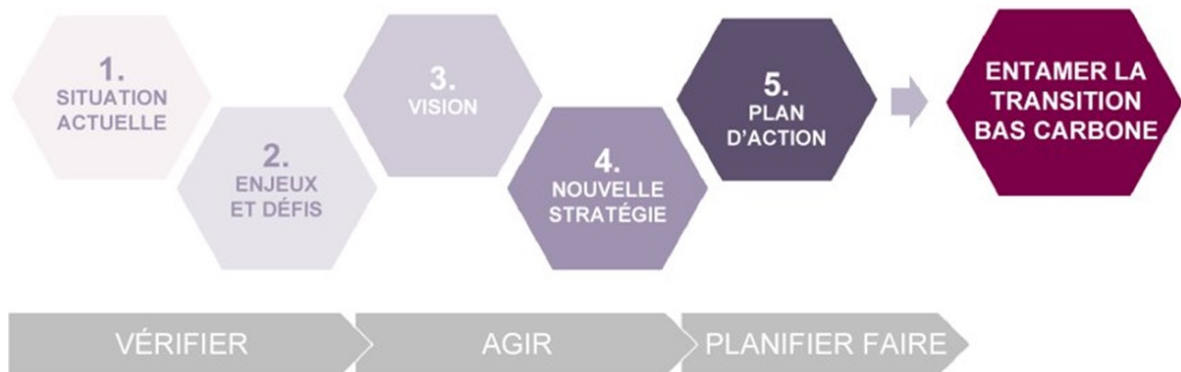 1.
SITUATION
ACTUELLE
2.
ENJEUX
ET DÉFIS
3.
VISION
4.
NOUVELLE
STRATÉGIE
5.
PLAN
D'ACTION
ENTAMER LA
TRANSITION
BAS CARBONE
VÉRIFIER
AGIR
PLANIFIER FAIRE